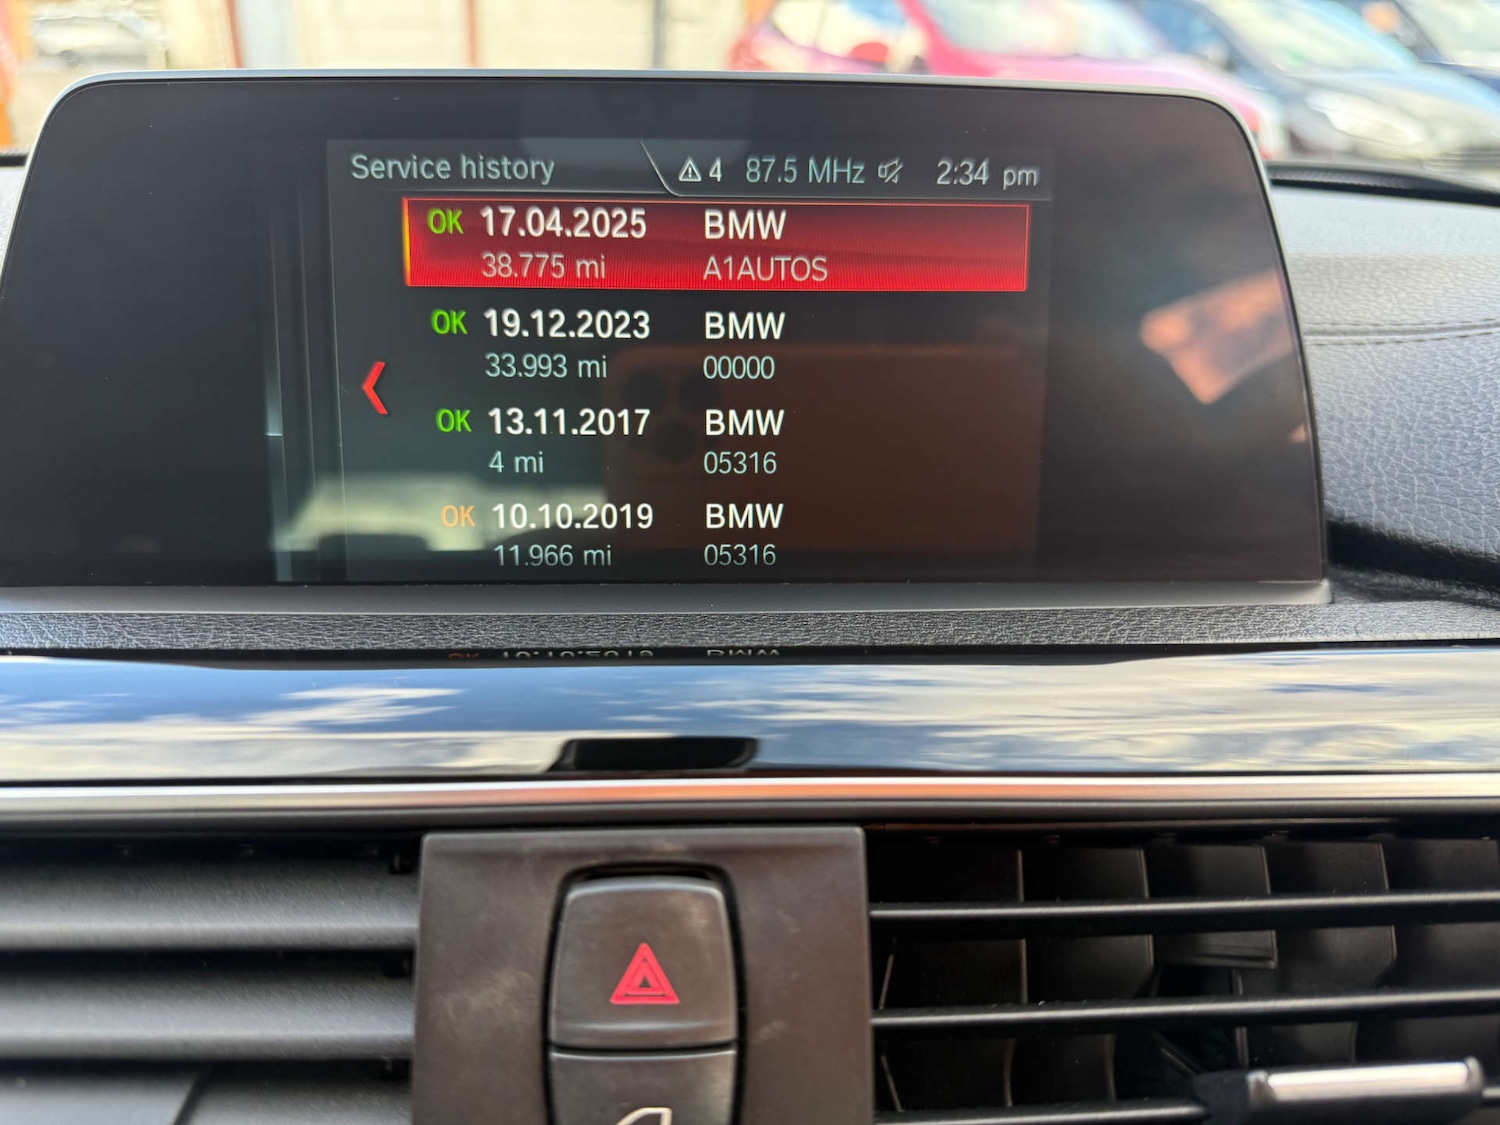 Service history
4 87.5 MHz 2:34 pm
OK 17.04.2025 BMW
38.775 mi A1AUTOS
OK 19.12.2023 BMW
33.993 mi 00000
OK 13.11.2017 BMW
4 mi 05316
OK 10.10.2019 BMW
11.966 mi 05316